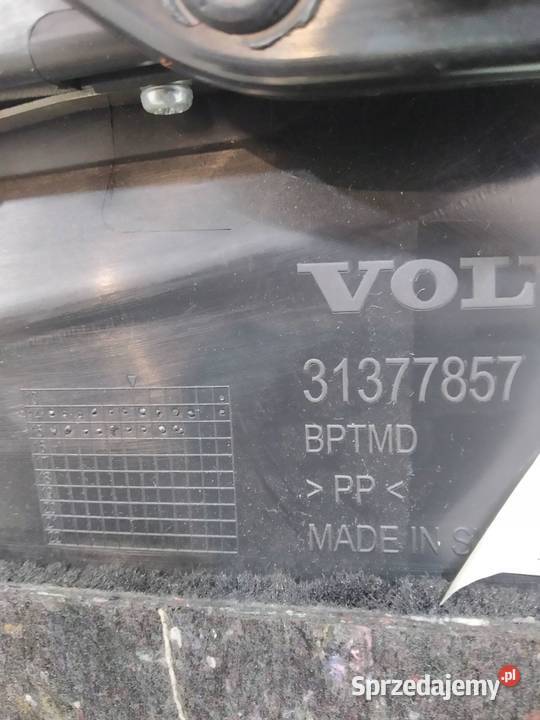 VOL
31377857
BPTMD
> PP <
MADE IN S
Sprzedajemy.pl